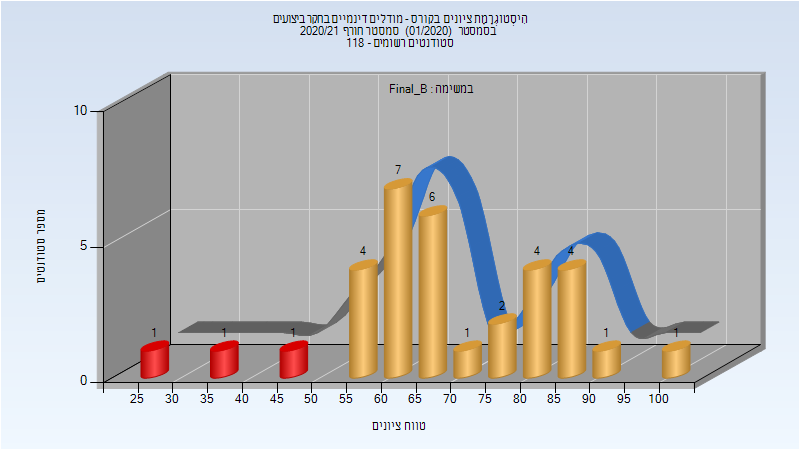 היסטוגרמת ציונים בקורס - מודלים דינמיים בחקר ביצועים
בסמסטר (01/2020) סמסטר חורף 2020/21
סטודנטים רשומים - 118
במשימה : Final_B
10
5
0
מספר סטודנטים
1
1
1
4
7
6
1
2
4
4
1
1
25 30 35 40 45 50 55 60 65 70 75 80 85 90 95 100
טווח ציונים